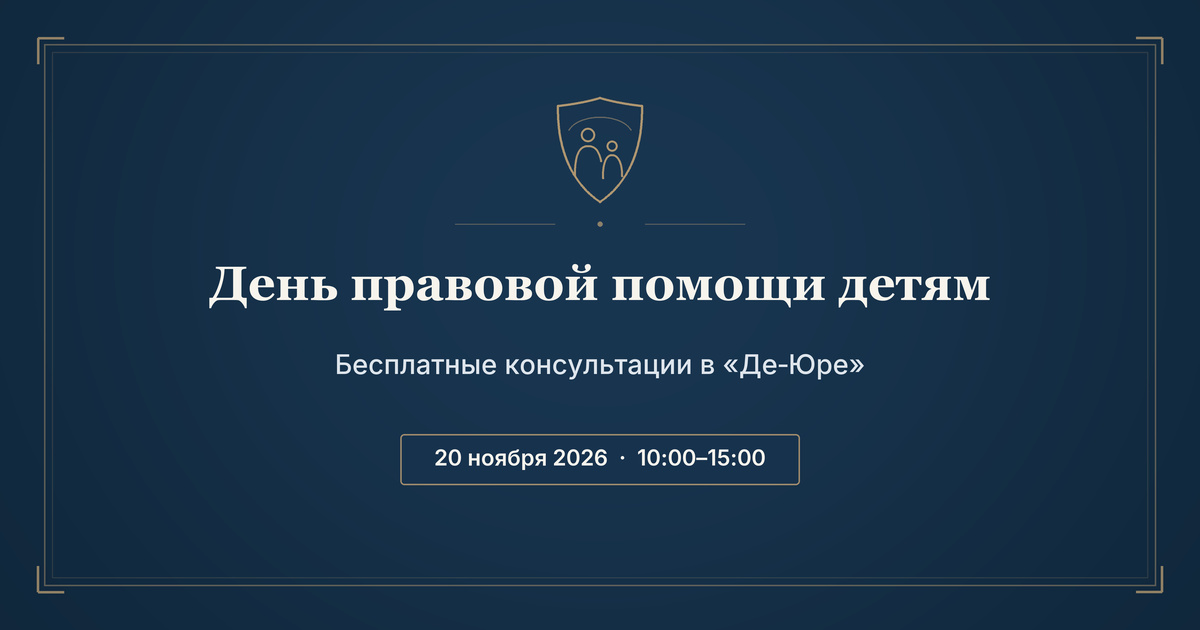 День правовой помощи детям
Бесплатные консультации в «Де-Юре»
20 ноября 2026 · 10:00–15:00